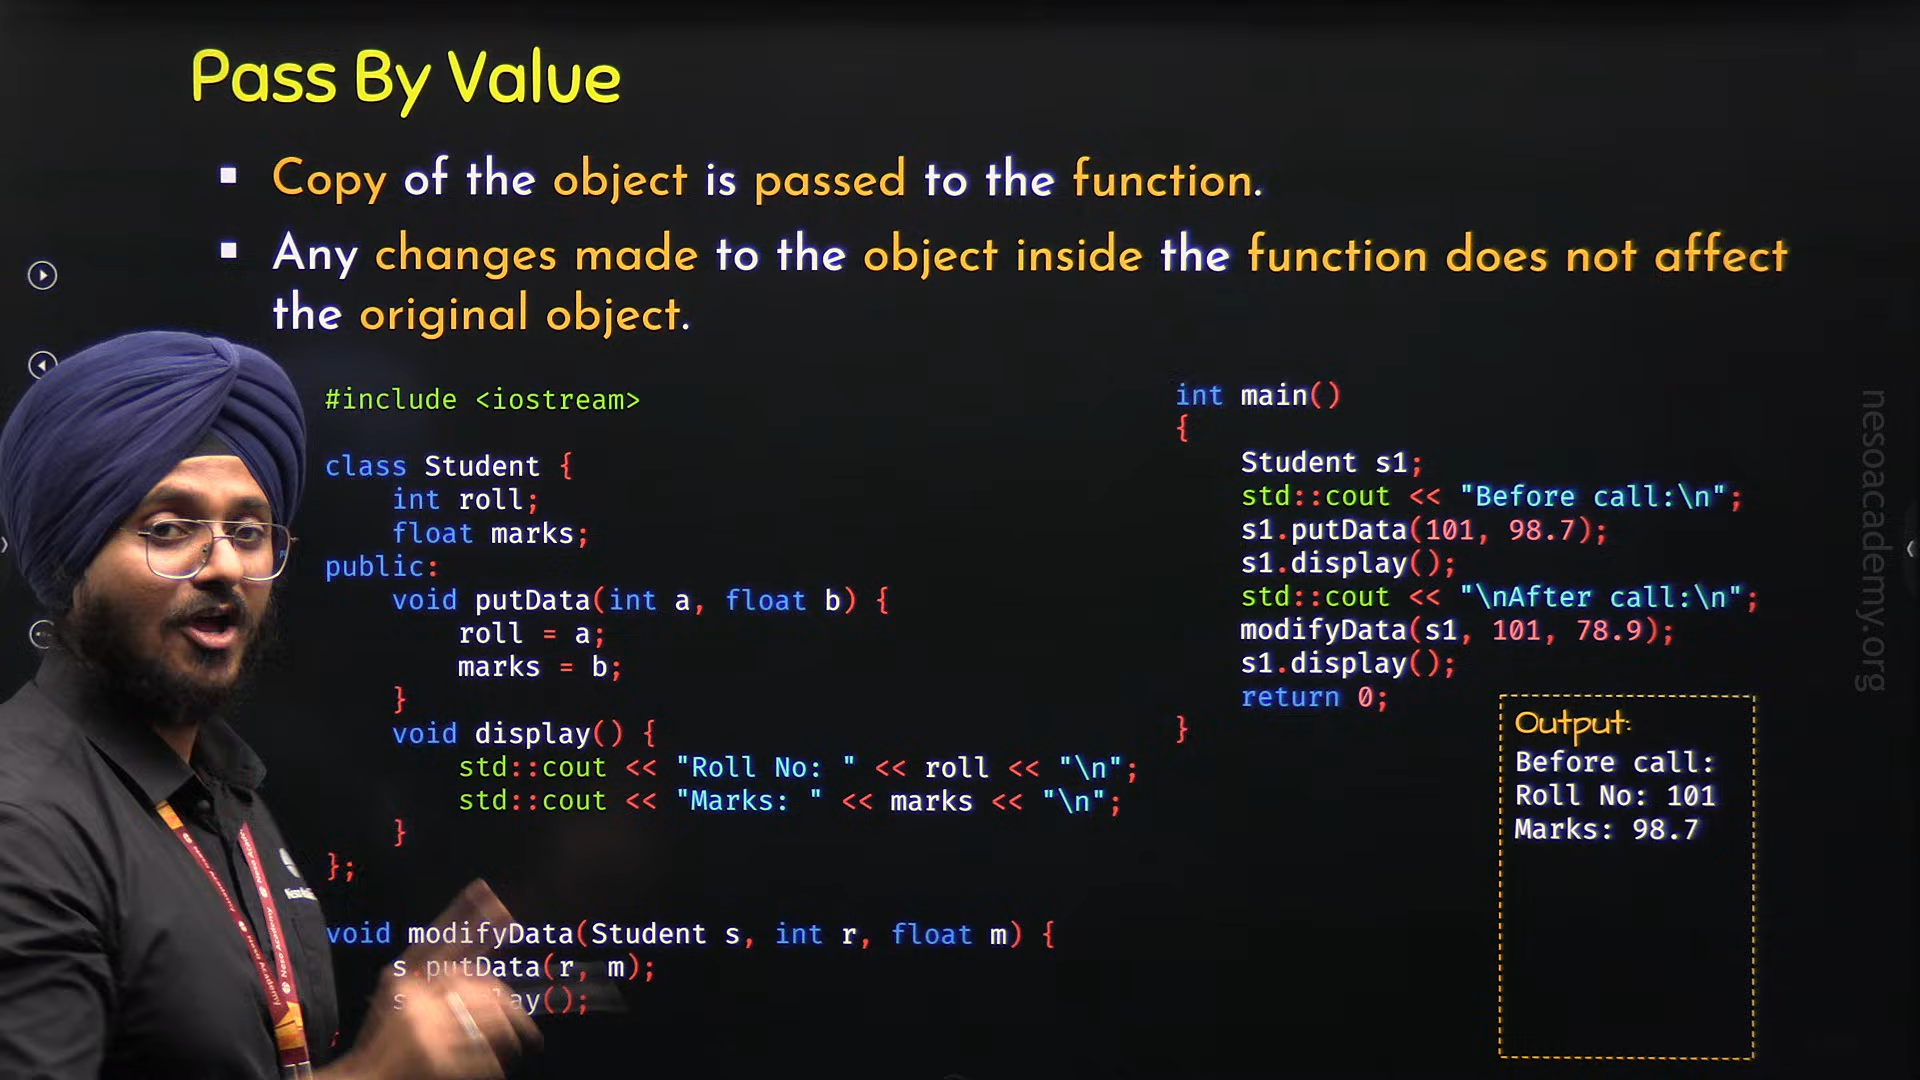 Pass By Value
▪ Copy of the object is passed to the function.
▪ Any changes made to the object inside the function does not affect
the original object.
#include <iostream>
class Student {
int roll;
float marks;
public:
void putData(int a, float b) {
roll = a;
marks = b;
}
void display() {
std::cout << "Roll No: " << roll << "\n";
std::cout << "Marks: " << marks << "\n";
}
};
void modifyData(Student s, int r, float m) {
s.putData(r, m);
int main()
{
Student s1;
std::cout << "Before call:\n";
s1.putData(101, 98.7);
s1.display();
std::cout << "\nAfter call:\n";
modifyData(s1, 101, 78.9);
s1.display();
return 0;
}
Output:
Before call:
Roll No: 101
Marks: 98.7
nesoacademy.org